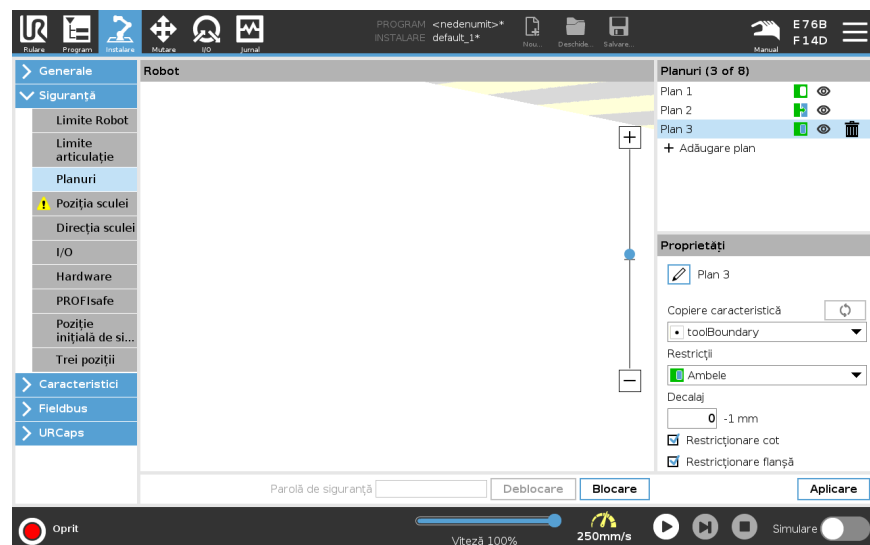 PROGRAM <nedenumit>*
INSTALARE default_1*
Rulare Program Instalare Mutare I/O Jurnal
Nou... Deschide... Salvare...
Manual
E76B
F14D
Generale
Siguranță
Limite Robot
Limite articulație
Planuri
Poziția sculei
Direcția sculei
I/O
Hardware
PROFIsafe
Poziție inițială de si...
Trei poziții
Caracteristici
Fieldbus
URCaps
Robot
Planuri (3 of 8)
Plan 1
Plan 2
Plan 3
+ Adăugare plan
Proprietăți
Plan 3
Copiere caracteristică
toolBoundary
Restricții
Ambele
Decalaj
0 -1 mm
Restricționare cot
Restricționare flanșă
Parolă de siguranță Deblocare Blocare
Aplicare
Oprit
Viteză 100%
250mm/s
Simulare